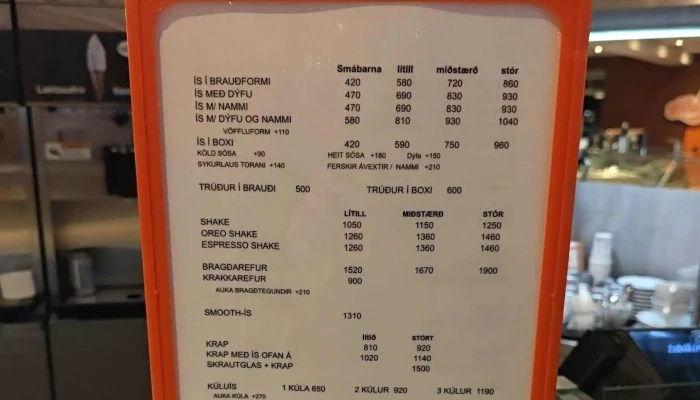 Smábarna lítill miðstærð stór
ÍS Í BRAUÐFORMI 420 580 720 860
ÍS MEÐ DÝFU 470 690 830 930
ÍS M/ NAMMI 470 690 830 930
ÍS M/ DÝFU OG NAMMI 580 810 930 1040
VÖFFLUFORM +110
ÍS Í BOXI 420 590 750 960
KÖLD SÓSA +90 HEIT SÓSA +180 Dýfa +150
SYKURLAUS TORANI +140 FERSKIR ÁVEXTIR / NAMMI +210
TRÚÐUR Í BRAUÐI 500 TRÚÐUR Í BOXI 600
LÍTILL MIÐSTÆRÐ STÓR
SHAKE 1050 1150 1250
OREO SHAKE 1260 1360 1460
ESPRESSO SHAKE 1260 1360 1460
BRAGÐAREFUR 1520 1670 1900
KRAKKAREFUR 900
AUKA BRAGÐTEGUNDIR +210
SMOOTH-ÍS 1310
lítið STÓRT
KRAP 810 920
KRAP MEÐ ÍS OFAN Á 1020 1140
SKRAUTGLAS + KRAP 1500
KÚLUÍS 1 KÚLA 650 2 KÚLUR 920 3 KÚLUR 1190
AUKA KÚLA +270